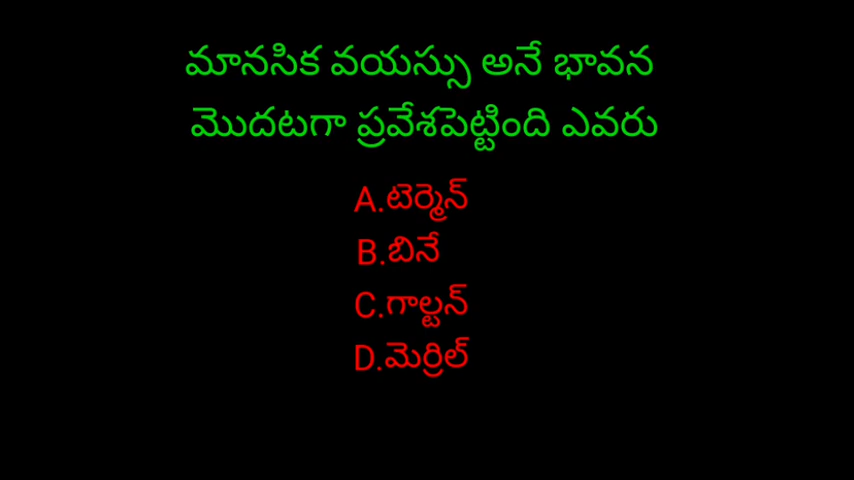 మానసిక వయస్సు అనే భావన
మొదటగా ప్రవేశపెట్టింది ఎవరు
A.టెర్మెన్
B.బినే
C.గాల్టన్
D.మెర్రిల్